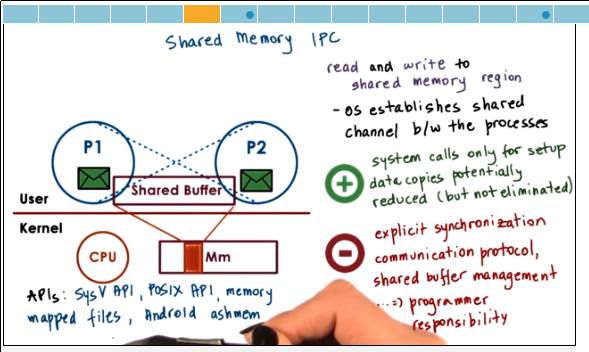 Shared Memory IPC
read and write to
shared memory region
- OS establishes shared
channel b/w the processes
P1
P2
Shared Buffer
User
Kernel
CPU
Mm
system calls only for setup
data copies potentially
reduced (but not eliminated)
explicit synchronization
communication protocol,
shared buffer management
...=) programmer
responsibility
APIs: SysV API, POSIX API, memory
mapped files, Android ashmem